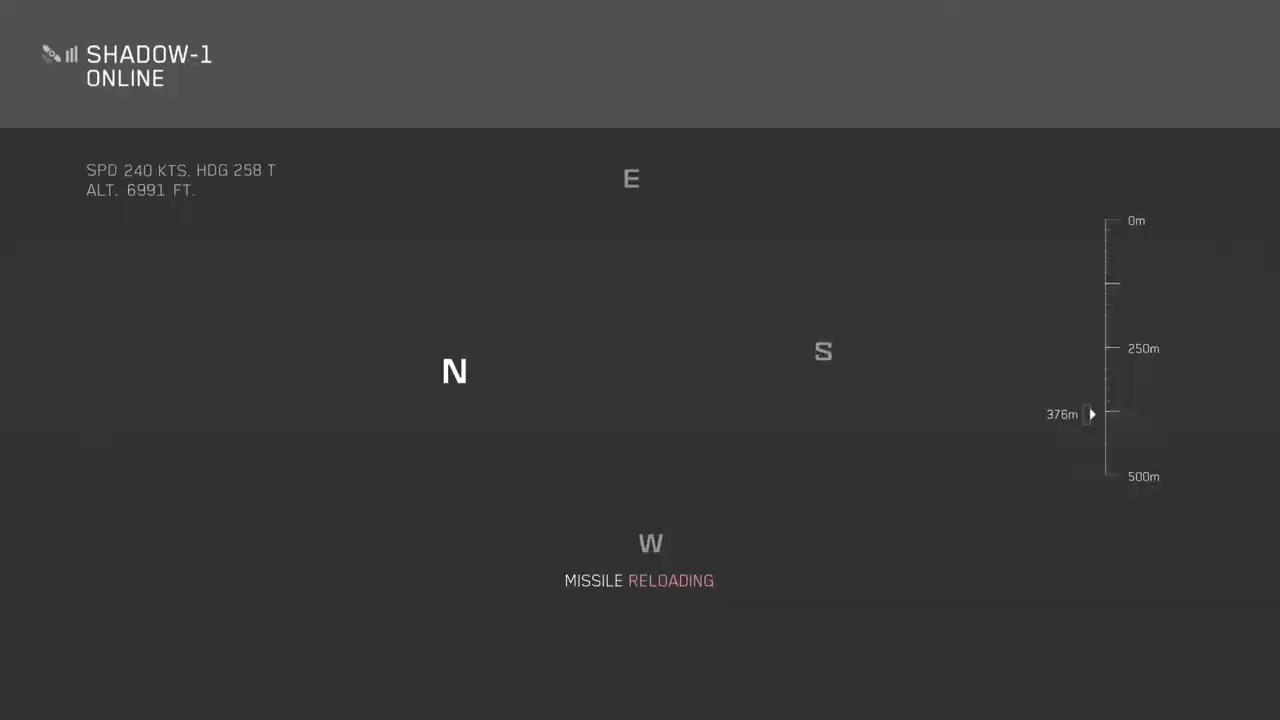 SHADOW-1
ONLINE
SPD 240 KTS, HDG 258 T
ALT. 6991 FT.
E
0m
250m
S
N
376m
500m
W
MISSILE RELOADING